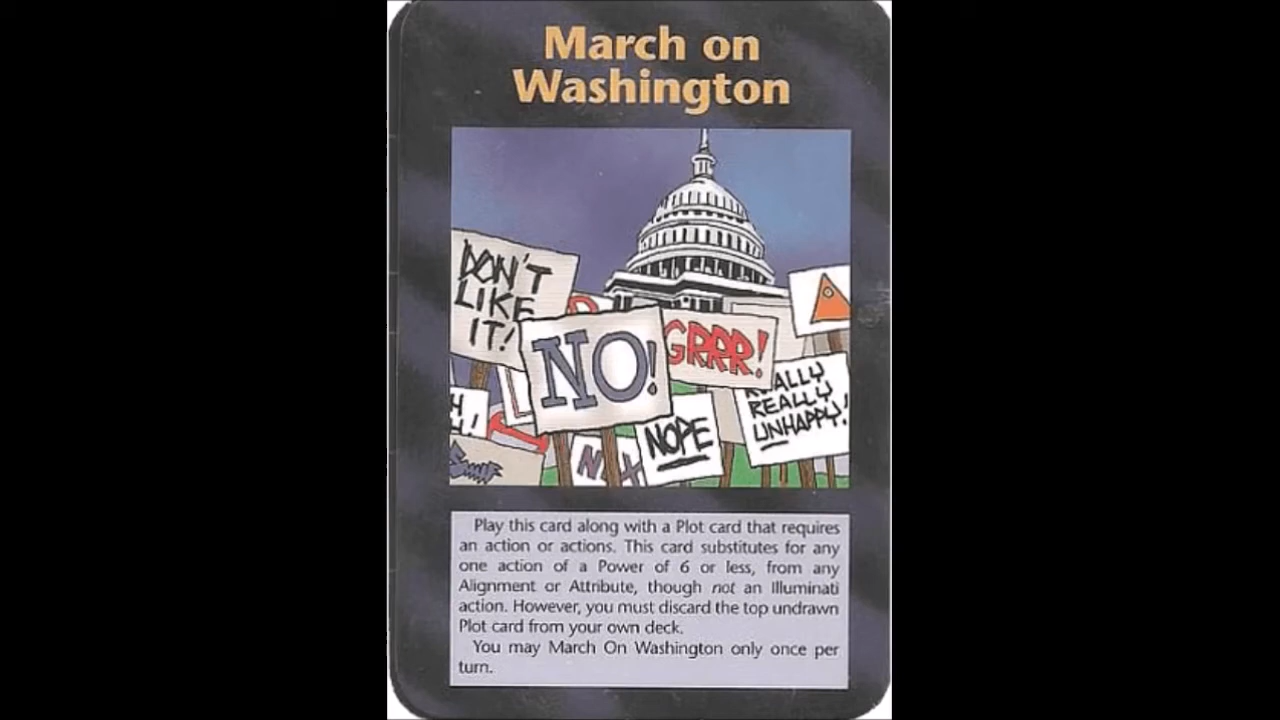 March on
Washington
DON'T
LIKE
IT!
NO!
GRRR!
REALLY
UNHAPPY!
NOPE
Play this card along with a Plot card that requires
an action or actions. This card substitutes for any
one action of a Power of 6 or less, from any
Alignment or Attribute, though not an Illuminati
action. However, you must discard the top undrawn
Plot card from your own deck.
You may March On Washington only once per
turn.